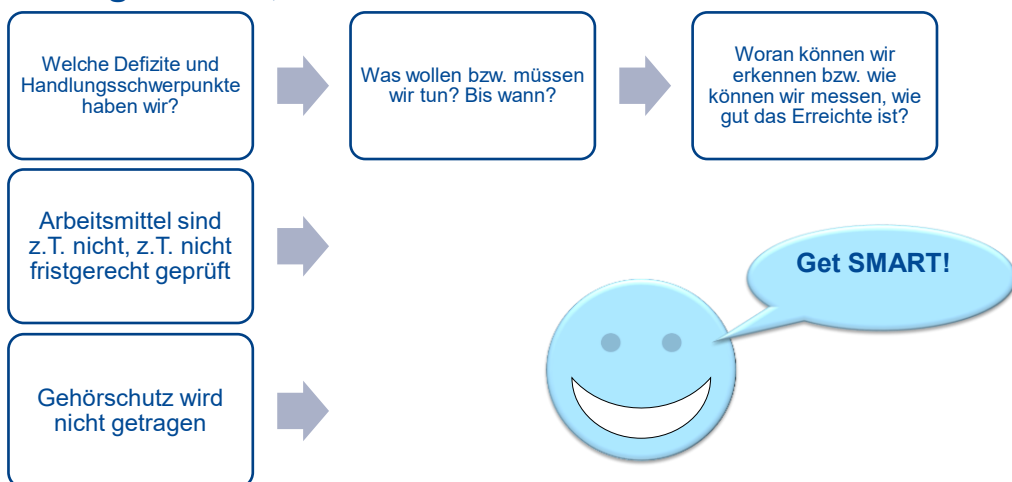 Welche Defizite und
Handlungsschwerpunkte
haben wir?
Was wollen bzw. müssen
wir tun? Bis wann?
Woran können wir
erkennen bzw. wie
können wir messen, wie
gut das Erreichte ist?
Arbeitsmittel sind
z.T. nicht, z.T. nicht
fristgerecht geprüft
Get SMART!
Gehörschutz wird
nicht getragen